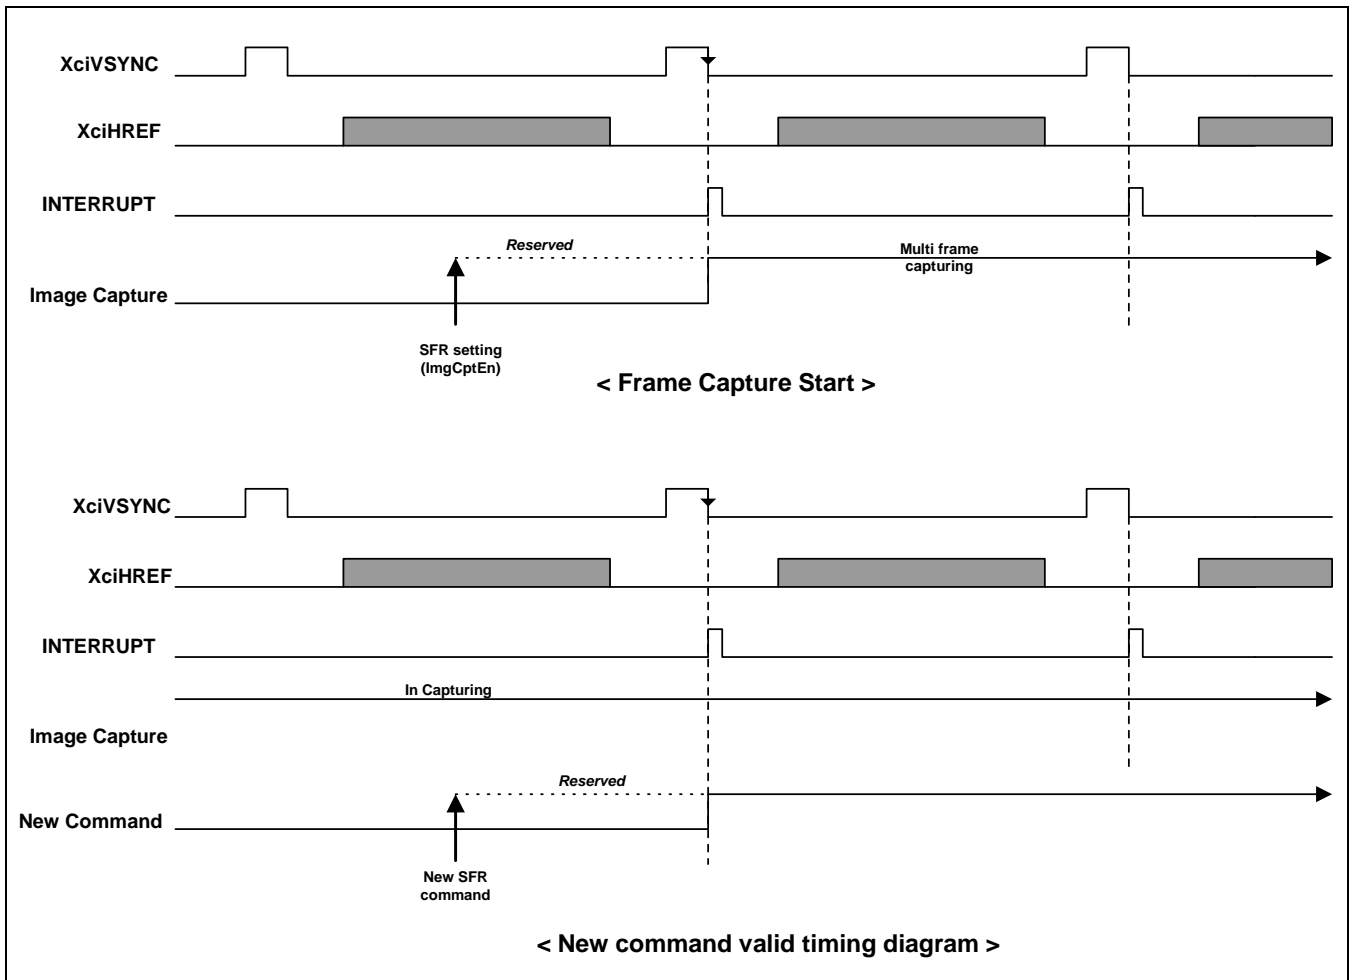 XciVSYNC
XciHREF
INTERRUPT
Reserved
Multi frame
capturing
Image Capture
SFR setting
(ImgCptEn)
< Frame Capture Start >
XciVSYNC
XciHREF
INTERRUPT
In Capturing
Image Capture
Reserved
New Command
New SFR
command
< New command valid timing diagram >